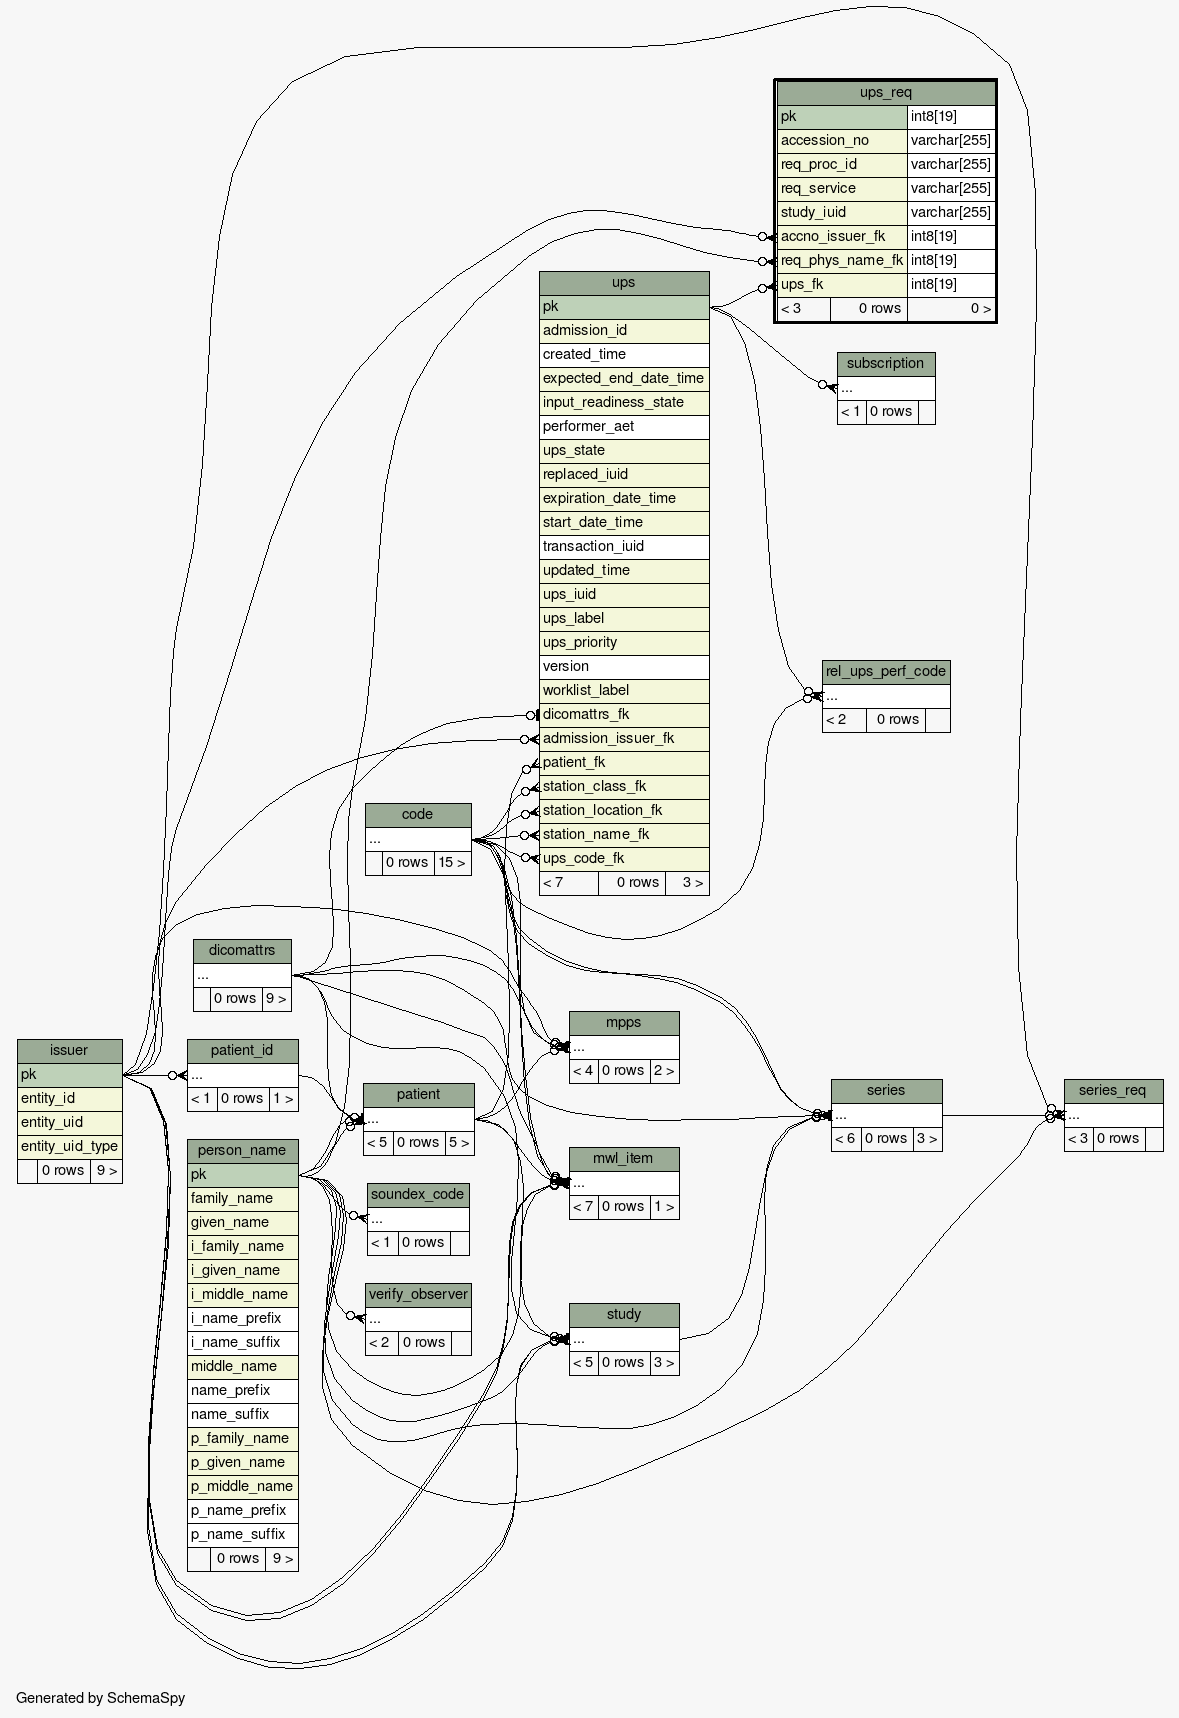 ups_req
pk int8[19]
accession_no varchar[255]
req_proc_id varchar[255]
req_service varchar[255]
study_iuid varchar[255]
accno_issuer_fk int8[19]
req_phys_name_fk int8[19]
ups_fk int8[19]
< 3 0 rows 0 >
ups
pk
admission_id
created_time
expected_end_date_time
input_readiness_state
performer_aet
ups_state
replaced_iuid
expiration_date_time
start_date_time
transaction_iuid
updated_time
ups_iuid
ups_label
ups_priority
version
worklist_label
dicomattrs_fk
admission_issuer_fk
patient_fk
station_class_fk
station_location_fk
station_name_fk
ups_code_fk
< 7 0 rows 3 >
subscription
...
< 1 0 rows
rel_ups_perf_code
...
< 2 0 rows
code
...
0 rows 15 >
dicomattrs
...
0 rows 9 >
issuer
pk
entity_id
entity_uid
entity_uid_type
0 rows 9 >
patient_id
...
< 1 0 rows 1 >
person_name
pk
family_name
given_name
i_family_name
i_given_name
i_middle_name
i_name_prefix
i_name_suffix
middle_name
name_prefix
name_suffix
p_family_name
p_given_name
p_middle_name
p_name_prefix
p_name_suffix
0 rows 9 >
patient
...
< 5 0 rows 5 >
soundex_code
...
< 1 0 rows
verify_observer
...
< 2 0 rows
mpps
...
< 4 0 rows 2 >
mwl_item
...
< 7 0 rows 1 >
study
...
< 5 0 rows 3 >
series
...
< 6 0 rows 3 >
series_req
...
< 3 0 rows
Generated by SchemaSpy